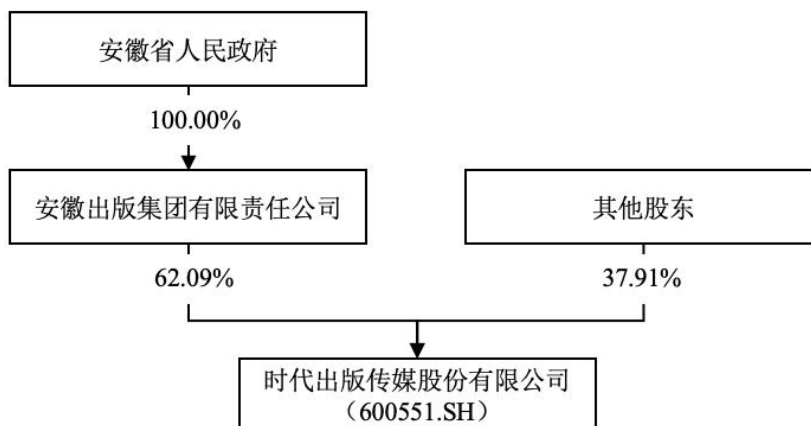 安徽省人民政府
100.00%
安徽出版集团有限责任公司
其他股东
62.09%
37.91%
时代出版传媒股份有限公司
（600551.SH）